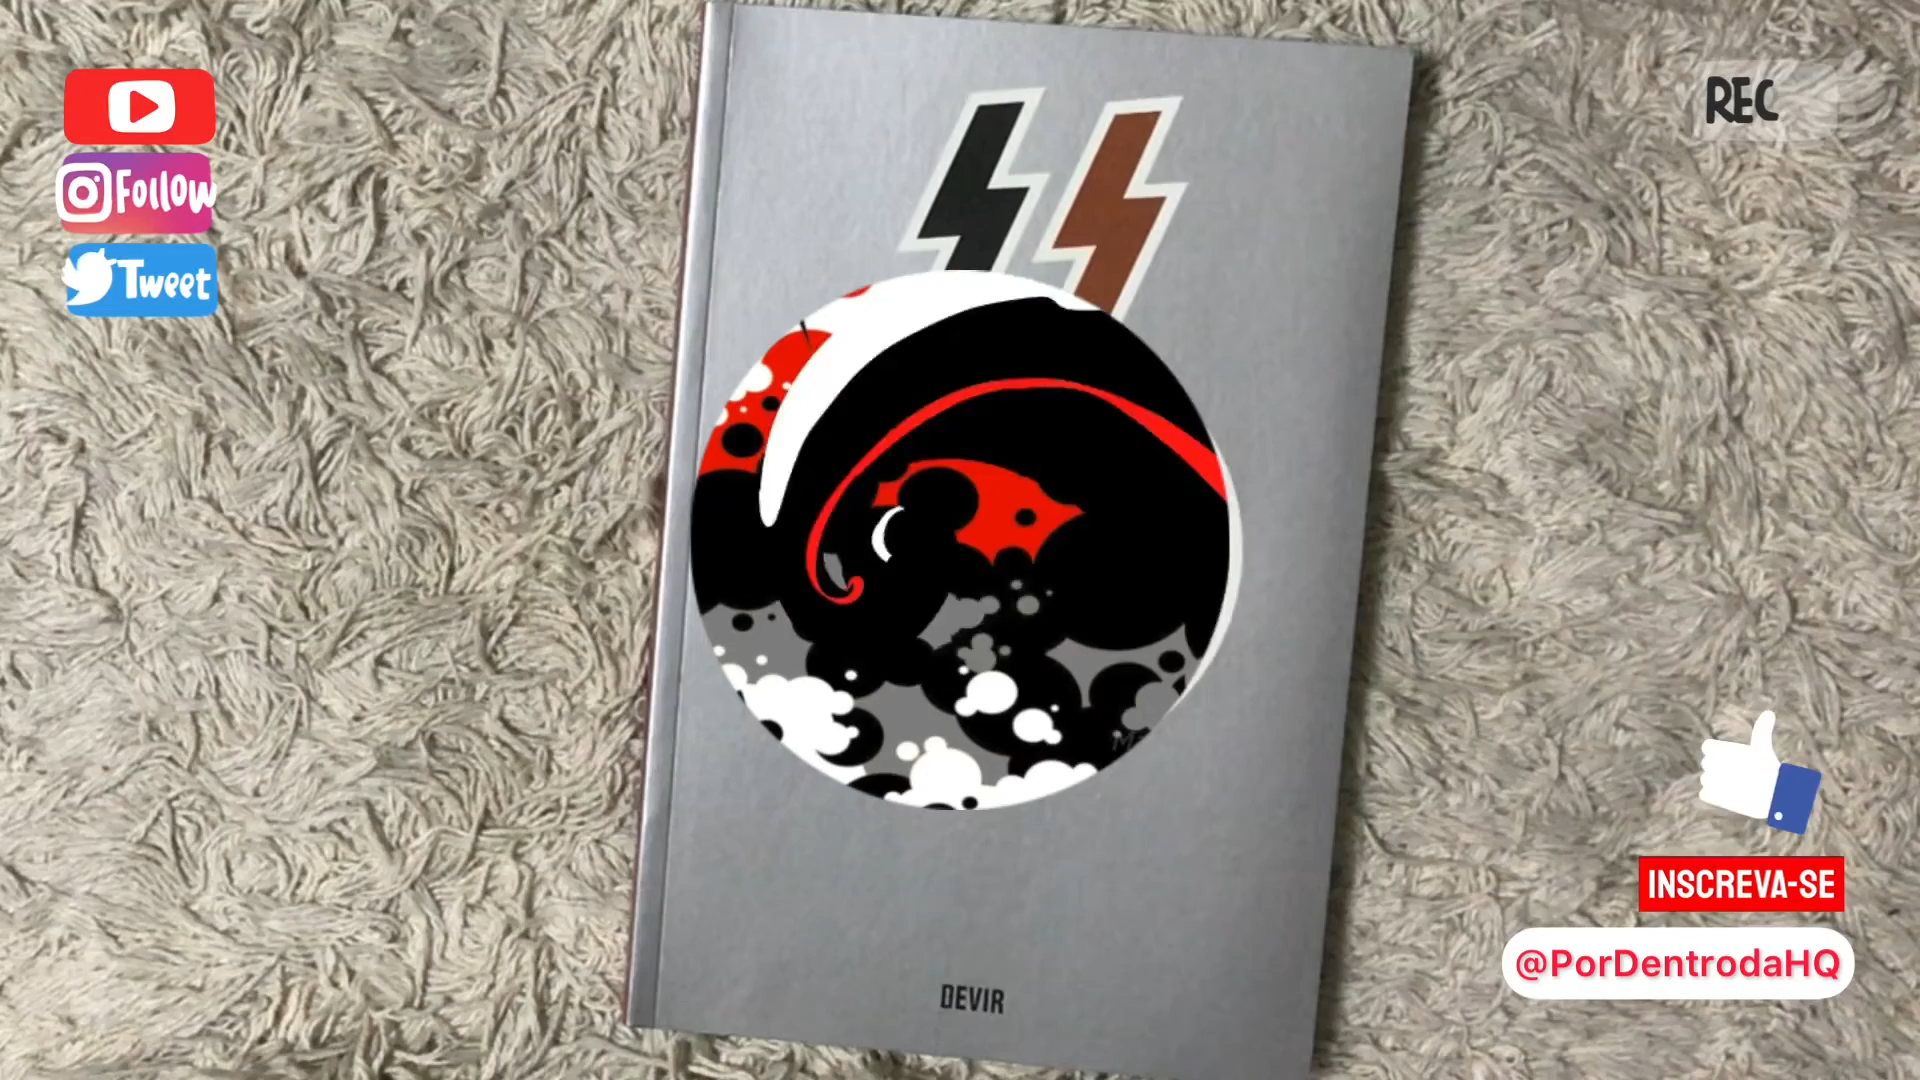 Follow
Tweet
REC
DEVIR
INSCREVA-SE
@PorDentrodaHQ